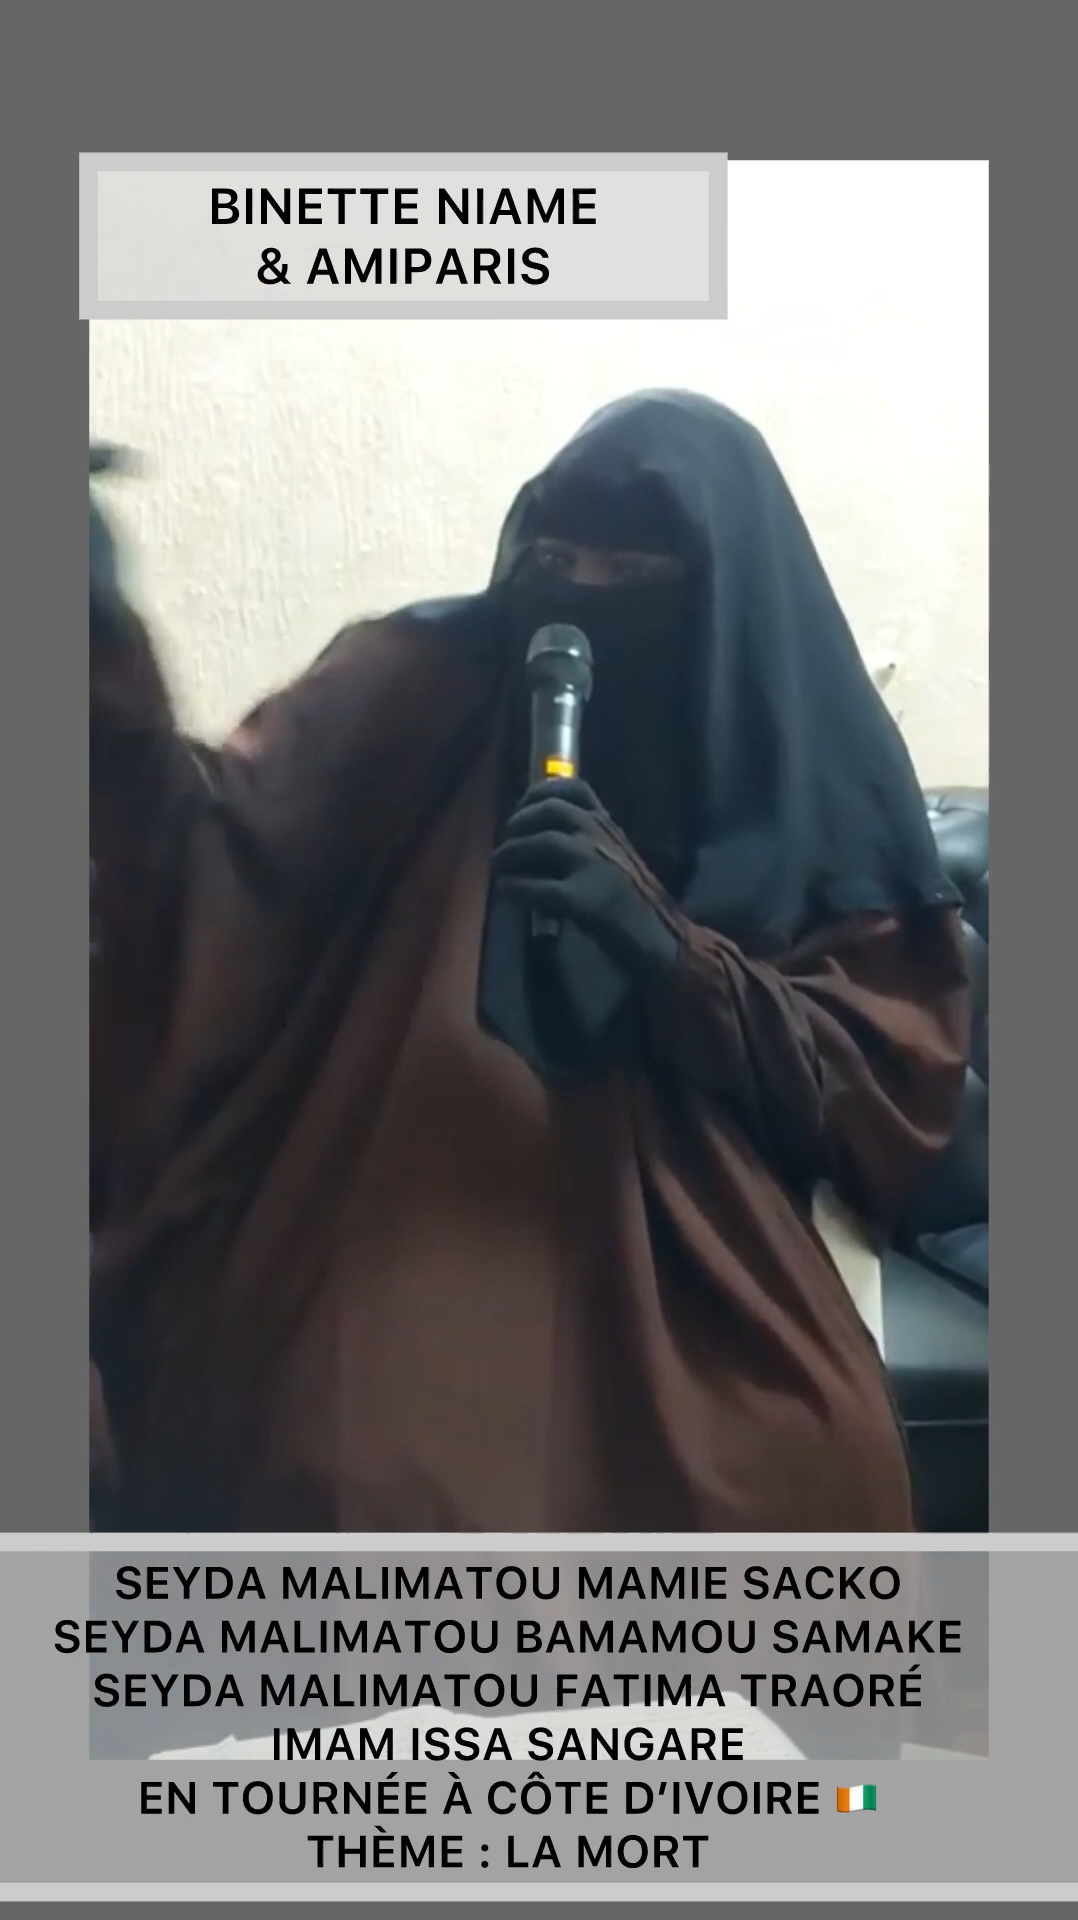 BINETTE NIAME
& AMIPARIS
SEYDA MALIMATOU MAMIE SACKO
SEYDA MALIMATOU BAMAMOU SAMAKE
SEYDA MALIMATOU FATIMA TRAORÉ
IMAM ISSA SANGARE
EN TOURNÉE À CÔTE D’IVOIRE 🇨🇮
THÈME : LA MORT